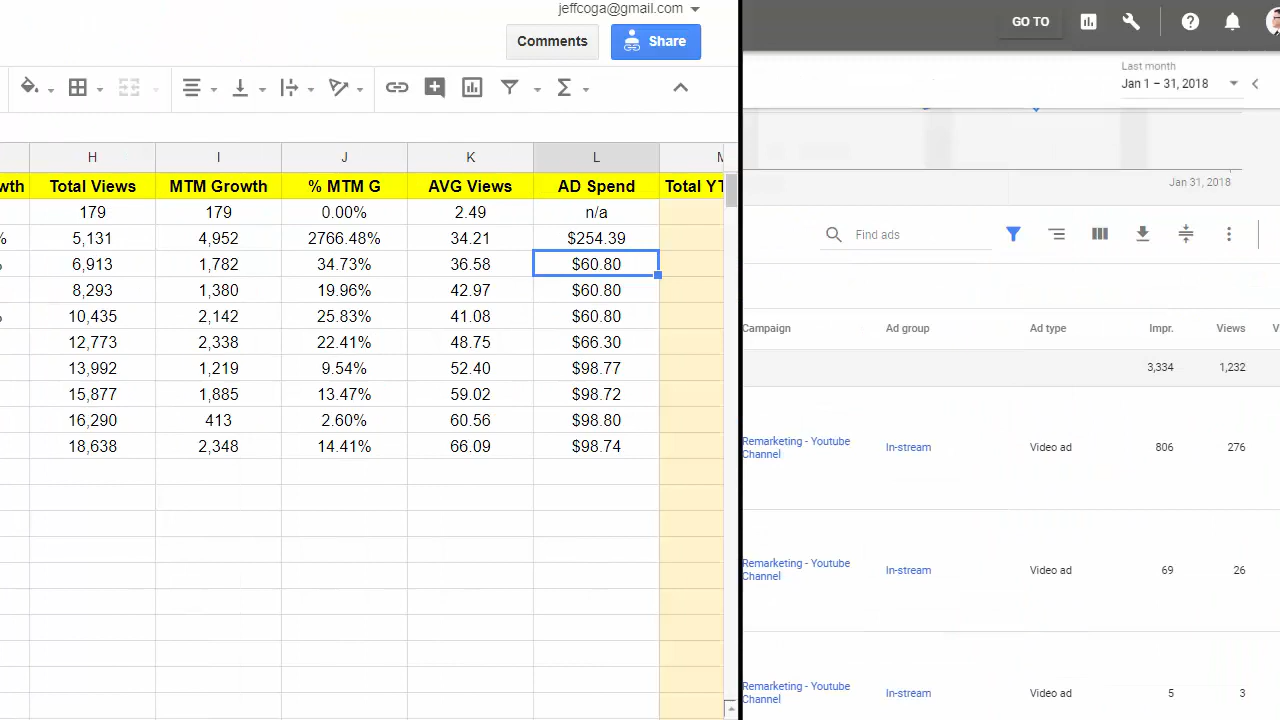 jeffcoga@gmail.com
Comments
Share
H I J K L
wth Total Views MTM Growth % MTM G AVG Views AD Spend Total YT
179 179 0.00% 2.49 n/a
% 5,131 4,952 2766.48% 34.21 $254.39
6,913 1,782 34.73% 36.58 $60.80
8,293 1,380 19.96% 42.97 $60.80
10,435 2,142 25.83% 41.08 $60.80
12,773 2,338 22.41% 48.75 $66.30
13,992 1,219 9.54% 52.40 $98.77
15,877 1,885 13.47% 59.02 $98.72
16,290 413 2.60% 60.56 $98.80
18,638 2,348 14.41% 66.09 $98.74
GO TO
Last month
Jan 1 – 31, 2018
Jan 31, 2018
Find ads
Campaign Ad group Ad type Impr. Views V
3,334 1,232
Remarketing - Youtube
Channel In-stream Video ad 806 276
Remarketing - Youtube
Channel In-stream Video ad 69 26
Remarketing - Youtube
Channel In-stream Video ad 5 3